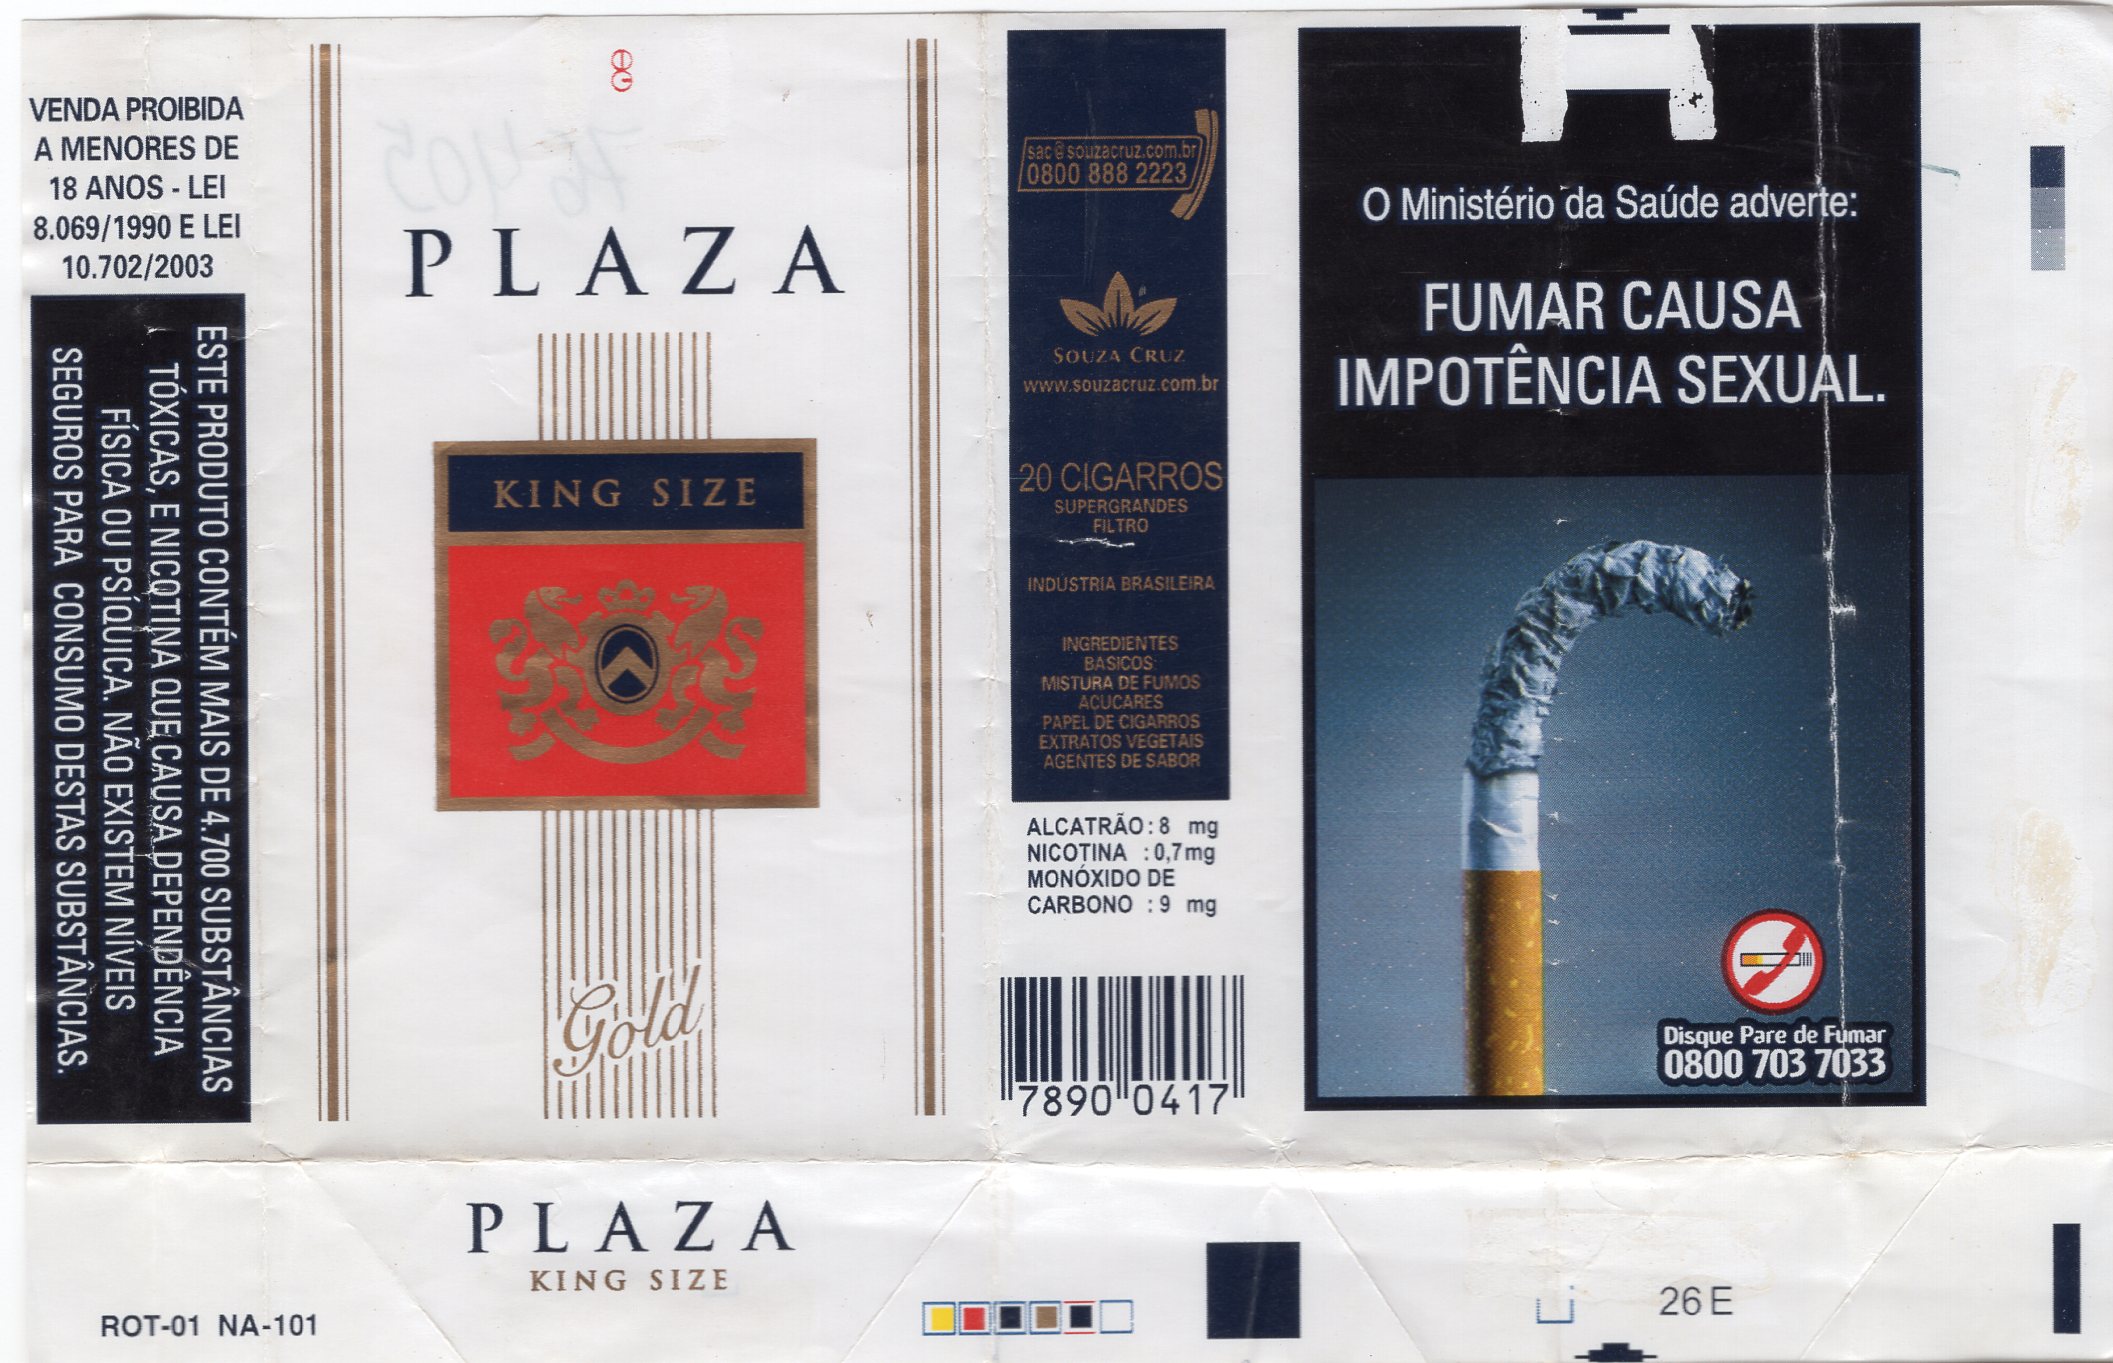 VENDA PROIBIDA
A MENORES DE
18 ANOS - LEI
8.069/1990 E LEI
10.702/2003
ESTE PRODUTO CONTÉM MAIS DE 4.700 SUBSTÂNCIAS
TÓXICAS, E NICOTINA QUE CAUSA DEPENDÊNCIA
FÍSICA OU PSÍQUICA. NÃO EXISTEM NÍVEIS
SEGUROS PARA CONSUMO DESTAS SUBSTÂNCIAS.
PLAZA
KING SIZE
Gold
PLAZA
KING SIZE
ROT-01 NA-101
sac@souzacruz.com.br
0800 888 2223
SOUZA CRUZ
www.souzacruz.com.br
20 CIGARROS
SUPERGRANDES
FILTRO
INDÚSTRIA BRASILEIRA
INGREDIENTES
BÁSICOS:
MISTURA DE FUMOS
AÇUCARES
PAPEL DE CIGARROS
EXTRATOS VEGETAIS
AGENTES DE SABOR
ALCATRÃO: 8 mg
NICOTINA : 0,7mg
MONÓXIDO DE
CARBONO : 9 mg
7890 0417
O Ministério da Saúde adverte:
FUMAR CAUSA
IMPOTÊNCIA SEXUAL.
Disque Pare de Fumar
0800 703 7033
26 E